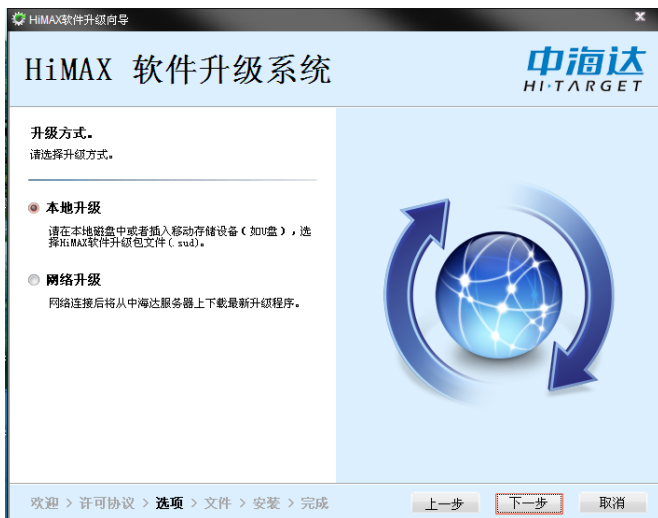 HiMAX软件升级向导
x
HiMAX 软件升级系统
中海达
HI·TARGET
升级方式。
请选择升级方式。
本地升级
请在本地磁盘中或者插入移动存储设备(如U盘),选
择HiMAX软件升级包文件(.sud)。
网络升级
网络连接后将从中海达服务器上下载最新升级程序。
欢迎 > 许可协议 > 选项 > 文件 > 安装 > 完成
上一步 下一步 取消